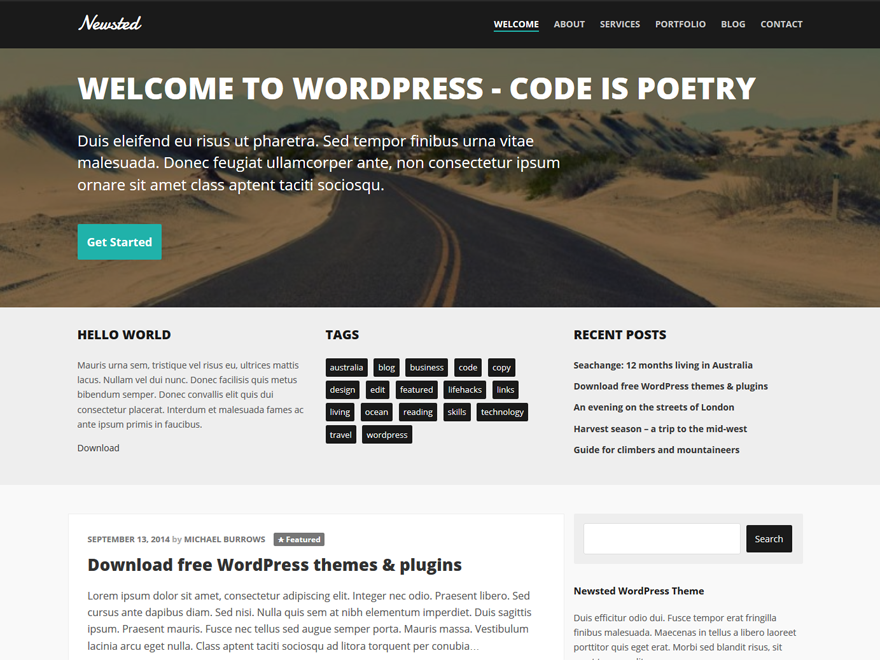 Newsted
WELCOME ABOUT SERVICES PORTFOLIO BLOG CONTACT
WELCOME TO WORDPRESS - CODE IS POETRY
Duis eleifend eu risus ut pharetra. Sed tempor finibus urna vitae
malesuada. Donec feugiat ullamcorper ante, non consectetur ipsum
ornare sit amet class aptent taciti sociosqu.
Get Started
HELLO WORLD
Mauris urna sem, tristique vel risus eu, ultrices mattis
lacus. Nullam vel dui nunc. Donec facilisis quis metus
bibendum semper. Donec convallis elit quis dui
consectetur placerat. Interdum et malesuada fames ac
ante ipsum primis in faucibus.
Download
TAGS
australia blog business code copy
design edit featured lifehacks links
living ocean reading skills technology
travel wordpress
RECENT POSTS
Seachange: 12 months living in Australia
Download free WordPress themes & plugins
An evening on the streets of London
Harvest season – a trip to the mid-west
Guide for climbers and mountaineers
SEPTEMBER 13, 2014 by MICHAEL BURROWS ★ Featured
Download free WordPress themes & plugins
Lorem ipsum dolor sit amet, consectetur adipiscing elit. Integer nec odio. Praesent libero. Sed
cursus ante dapibus diam. Sed nisi. Nulla quis sem at nibh elementum imperdiet. Duis sagittis
ipsum. Praesent mauris. Fusce nec tellus sed augue semper porta. Mauris massa. Vestibulum
lacinia arcu eget nulla. Class aptent taciti sociosqu ad litora torquent per conubia...
Search
Newsted WordPress Theme
Duis efficitur odio dui. Fusce tempor erat fringilla
finibus malesuada. Maecenas in tellus a libero laoreet
porttitor quis eget erat. Morbi sed blandit risus, sit